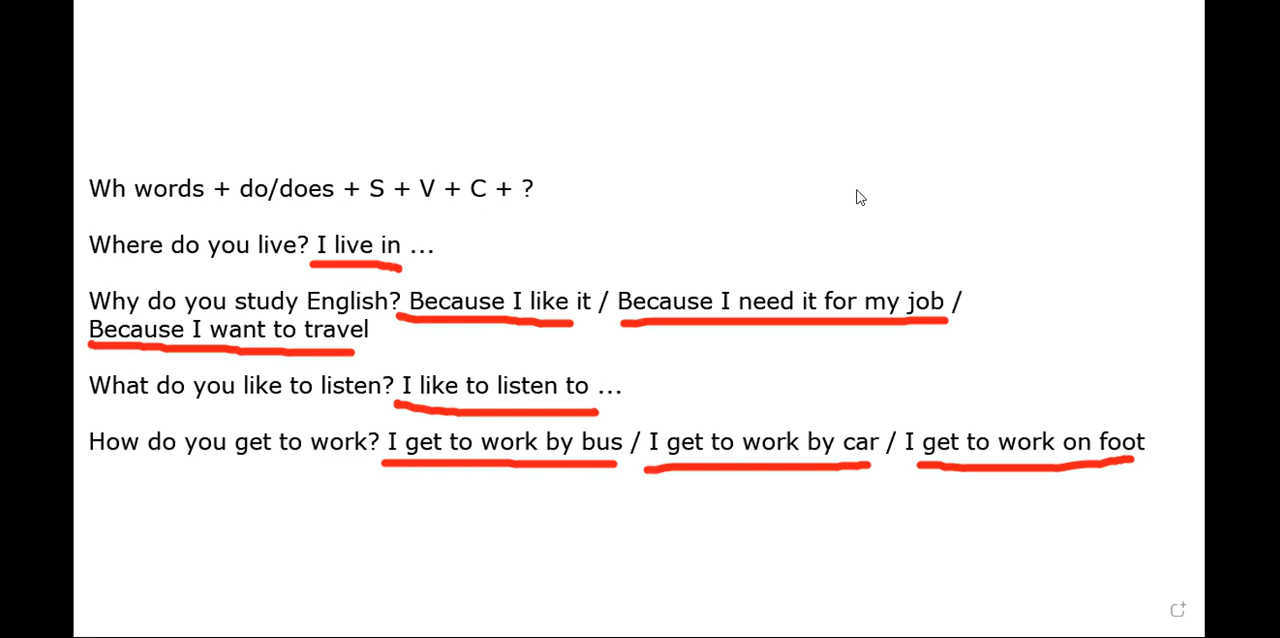 Wh words + do/does + S + V + C + ?
Where do you live? I live in ...
Why do you study English? Because I like it / Because I need it for my job /
Because I want to travel
What do you like to listen? I like to listen to ...
How do you get to work? I get to work by bus / I get to work by car / I get to work on foot